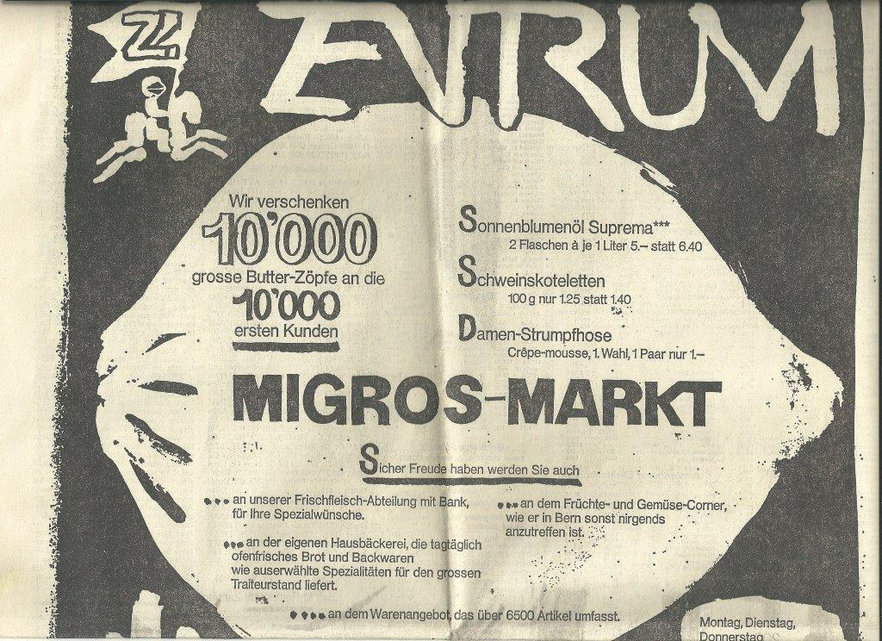 Z
ZENTRUM
Wir verschenken
10'000
grosse Butter-Zöpfe an die
10'000
ersten Kunden
Sonnenblumenöl Suprema***
2 Flaschen à je 1 Liter 5.– statt 6.40
Schweinskoteletten
100 g nur 1.25 statt 1.40
Damen-Strumpfhose
Crêpe-mousse, 1. Wahl, 1 Paar nur 1.–
MIGROS-MARKT
Sicher Freude haben werden Sie auch
... an unserer Frischfleisch-Abteilung mit Bank,
für Ihre Spezialwünsche.
... an der eigenen Hausbäckerei, die tagtäglich
ofenfrisches Brot und Backwaren
wie auserwählte Spezialitäten für den grossen
Traiteurstand liefert.
... an dem Früchte- und Gemüse-Corner,
wie er in Bern sonst nirgends
anzutreffen ist.
.... an dem Warenangebot, das über 6500 Artikel umfasst.
Montag, Dienstag,
Donnerstag